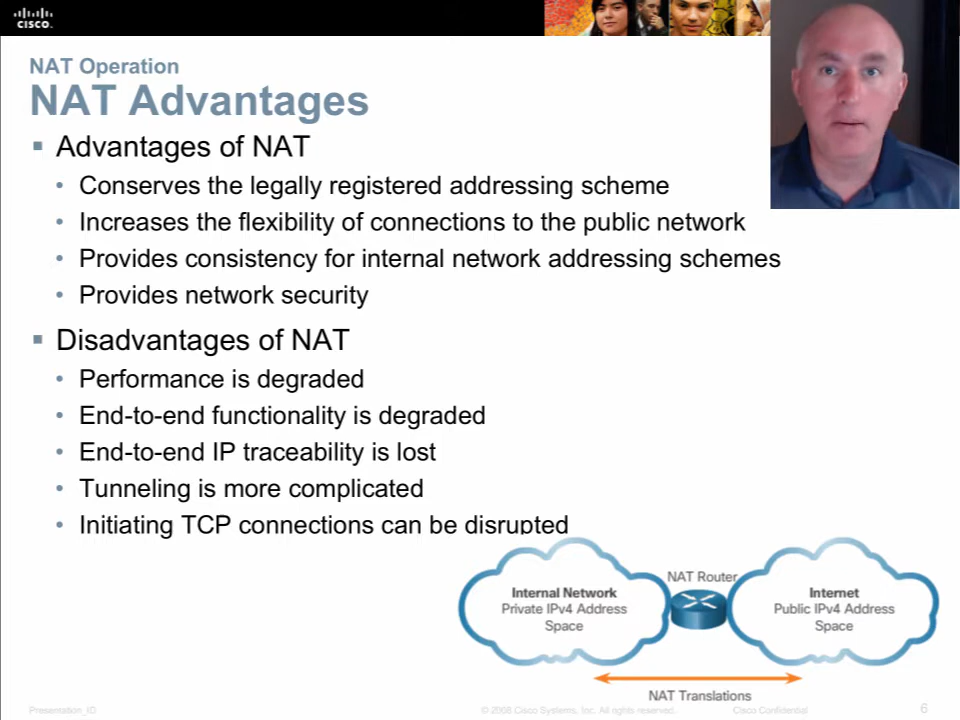 CISCO
NAT Operation
NAT Advantages
Advantages of NAT
Conserves the legally registered addressing scheme
Increases the flexibility of connections to the public network
Provides consistency for internal network addressing schemes
Provides network security
Disadvantages of NAT
Performance is degraded
End-to-end functionality is degraded
End-to-end IP traceability is lost
Tunneling is more complicated
Initiating TCP connections can be disrupted
Internal Network
Private IPv4 Address
Space
NAT Router
Internet
Public IPv4 Address
Space
NAT Translations
Presentation_ID
© 2008 Cisco Systems, Inc. All rights reserved.
Cisco Confidential
6